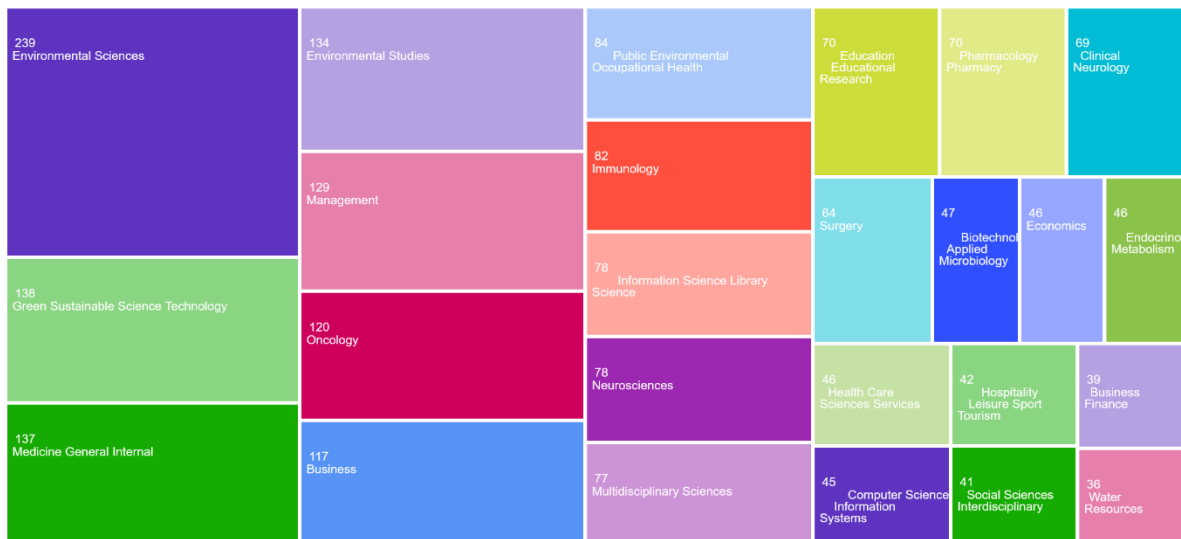 239
Environmental Sciences
138
Green Sustainable Science Technology
137
Medicine General Internal
134
Environmental Studies
129
Management
120
Oncology
117
Business
84
Public Environmental
Occupational Health
82
Immunology
78
Information Science Library
Science
78
Neurosciences
77
Multidisciplinary Sciences
70
Education
Educational
Research
70
Pharmacology
Pharmacy
69
Clinical
Neurology
64
Surgery
47
Biotechnol
Applied
Microbiology
46
Economics
46
Endocrino
Metabolism
46
Health Care
Sciences Services
42
Hospitality
Leisure Sport
Tourism
39
Business
Finance
45
Computer Science
Information
Systems
41
Social Sciences
Interdisciplinary
36
Water
Resources